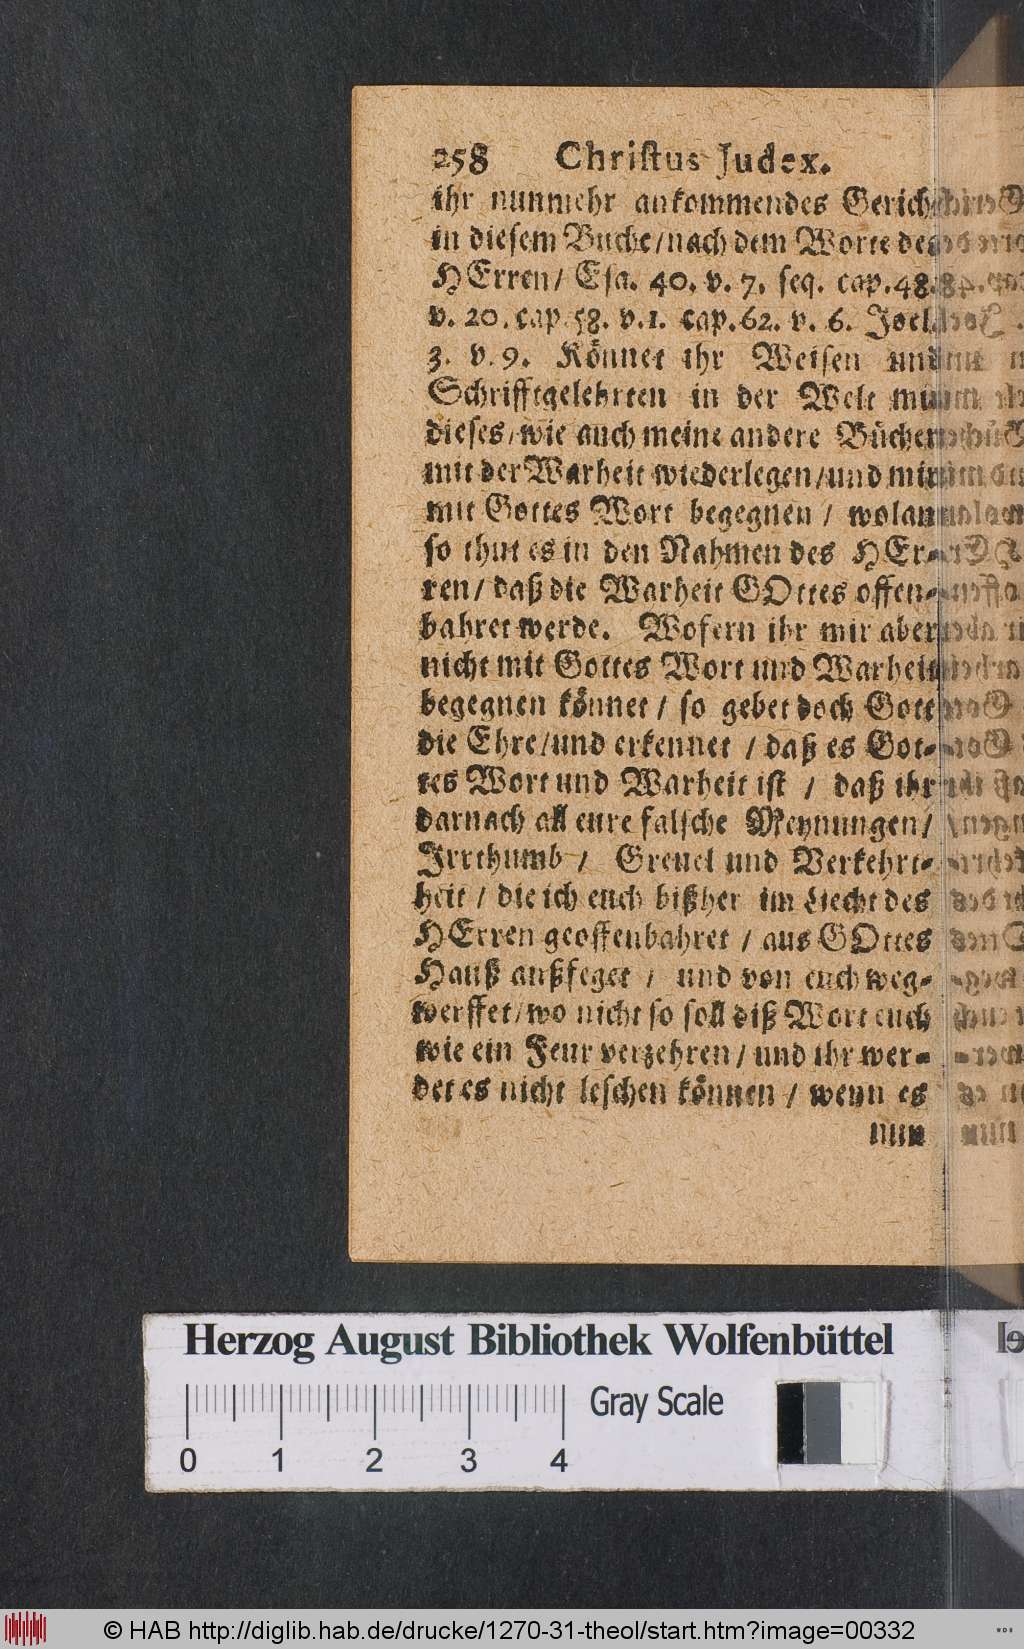 258 Christus Judex.
ihr nunmehr ankommendes Gericht
in diesem Buche/nach dem Worte des
HErren/ Esa. 40. v. 7. seq. cap. 48.
v. 20. cap. 58. v. 1. cap. 62. v. 6. Joel.
3. v. 9. Könnet ihr Weisen und
Schrifftgelehrten in der Welt nunn
dieses/wie auch meine andere Bücher
mit der Warheit wiederlegen/und mir
mit Gottes Wort begegnen / wolan
so thut es in den Nahmen des HEr-
ren/ daß die Warheit GOttes offen-
bahret werde. Wofern ihr mir aber
nicht mit Gottes Wort und Warheit
begegnen könnet / so gebet doch Gott
die Ehre/und erkennet / daß es Got-
tes Wort und Warheit ist / daß ihr
darnach all eure falsche Meynungen/
Irrthumb / Greuel und Verkehrt-
heit / die ich euch bißher im Liecht des
HErren geoffenbahret / aus GOttes
Hauß außfeget / und von euch weg-
werffet/wo nicht so soll diß Wort euch
wie ein Feur verzehren/ und ihr wer-
det es nicht leschen können / wenn es
nun
Herzog August Bibliothek Wolfenbüttel
Gray Scale
0 1 2 3 4
© HAB http://diglib.hab.de/drucke/1270-31-theol/start.htm?image=00332